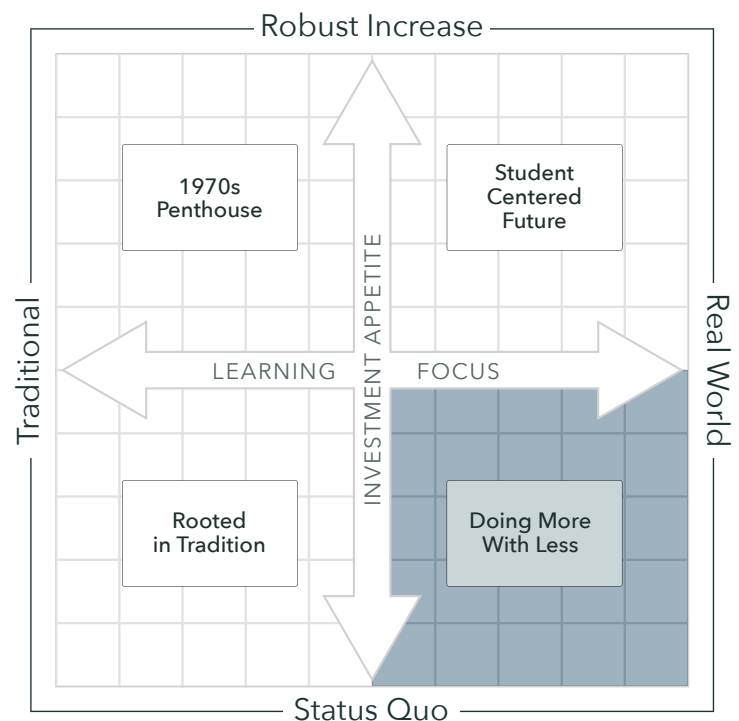 Robust Increase
1970s
Penthouse
Student
Centered
Future
Traditional
LEARNING FOCUS
INVESTMENT APPETITE
Real World
Rooted
in Tradition
Doing More
With Less
Status Quo